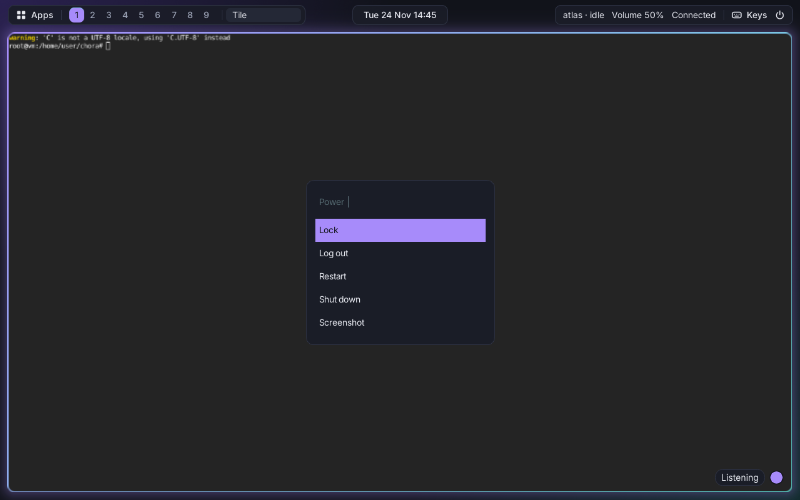 Apps 1 2 3 4 5 6 7 8 9 Tile
Tue 24 Nov 14:45
atlas · idle Volume 50% Connected Keys
warning: 'C' is not a UTF-8 locale, using 'C.UTF-8' instead
root@vm:/home/user/chora#
Power
Lock
Log out
Restart
Shut down
Screenshot
Listening